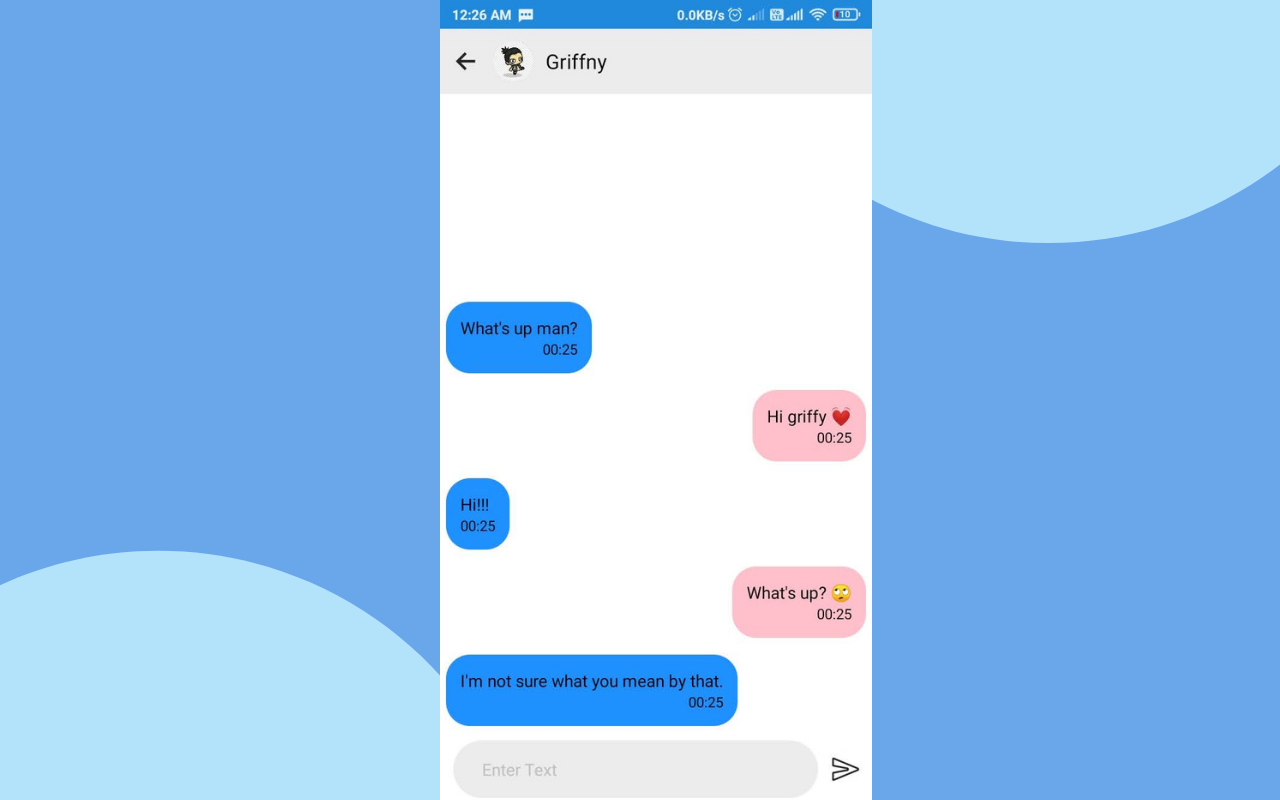 12:26 AM 0.0KB/s 10
Griffny
What's up man?
00:25
Hi griffy 💓
00:25
Hi!!!
00:25
What's up? 🙄
00:25
I'm not sure what you mean by that.
00:25
Enter Text